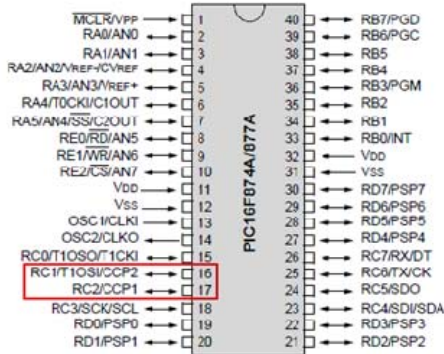 MCLR/VPP 1 40 RB7/PGD
RA0/AN0 2 39 RB6/PGC
RA1/AN1 3 38 RB5
RA2/AN2/VREF-/CVREF 4 37 RB4
RA3/AN3/VREF+ 5 36 RB3/PGM
RA4/T0CKI/C1OUT 6 35 RB2
RA5/AN4/SS/C2OUT 7 34 RB1
RE0/RD/AN5 8 33 RB0/INT
RE1/WR/AN6 9 32 VDD
RE2/CS/AN7 10 31 VSS
VDD 11 30 RD7/PSP7
VSS 12 29 RD6/PSP6
OSC1/CLKI 13 28 RD5/PSP5
OSC2/CLKO 14 27 RD4/PSP4
RC0/T1OSO/T1CKI 15 26 RC7/RX/DT
RC1/T1OSI/CCP2 16 25 RC6/TX/CK
RC2/CCP1 17 24 RC5/SDO
RC3/SCK/SCL 18 23 RC4/SDI/SDA
RD0/PSP0 19 22 RD3/PSP3
RD1/PSP1 20 21 RD2/PSP2
PIC16F874A/877A